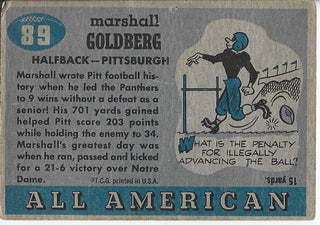 89
marshall
GOLDBERG
HALFBACK—PITTSBURGH
Marshall wrote Pitt football history
when he led the Panthers
to 9 wins without a defeat as a
senior! His 701 yards gained
helped Pitt score 203 points
while holding the enemy to 34.
Marshall's greatest day was
when he ran, passed and kicked
for a 21-6 victory over Notre
Dame.
©T.C.G. printed in U.S.A.
WHAT IS THE PENALTY
FOR ILLEGALLY
ADVANCING THE BALL?
15 yards.
ALL AMERICAN